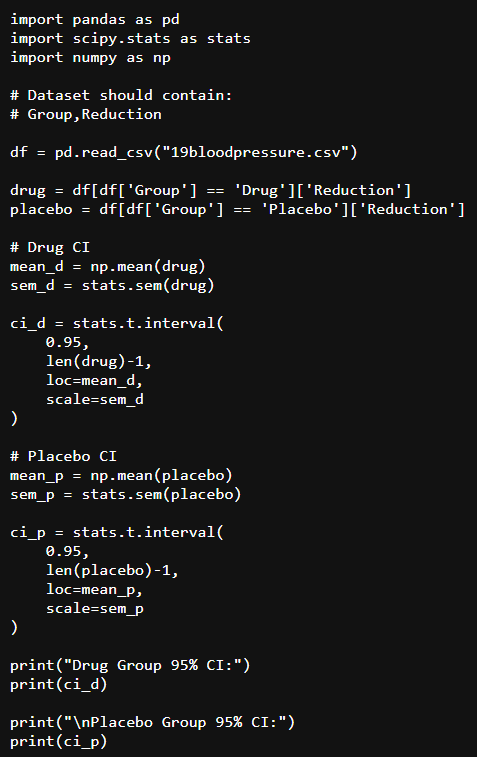 import pandas as pd
import scipy.stats as stats
import numpy as np

# Dataset should contain:
# Group,Reduction

df = pd.read_csv("19bloodpressure.csv")

drug = df[df['Group'] == 'Drug']['Reduction']
placebo = df[df['Group'] == 'Placebo']['Reduction']

# Drug CI
mean_d = np.mean(drug)
sem_d = stats.sem(drug)

ci_d = stats.t.interval(
    0.95,
    len(drug)-1,
    loc=mean_d,
    scale=sem_d
)

# Placebo CI
mean_p = np.mean(placebo)
sem_p = stats.sem(placebo)

ci_p = stats.t.interval(
    0.95,
    len(placebo)-1,
    loc=mean_p,
    scale=sem_p
)

print("Drug Group 95% CI:")
print(ci_d)

print("\nPlacebo Group 95% CI:")
print(ci_p)